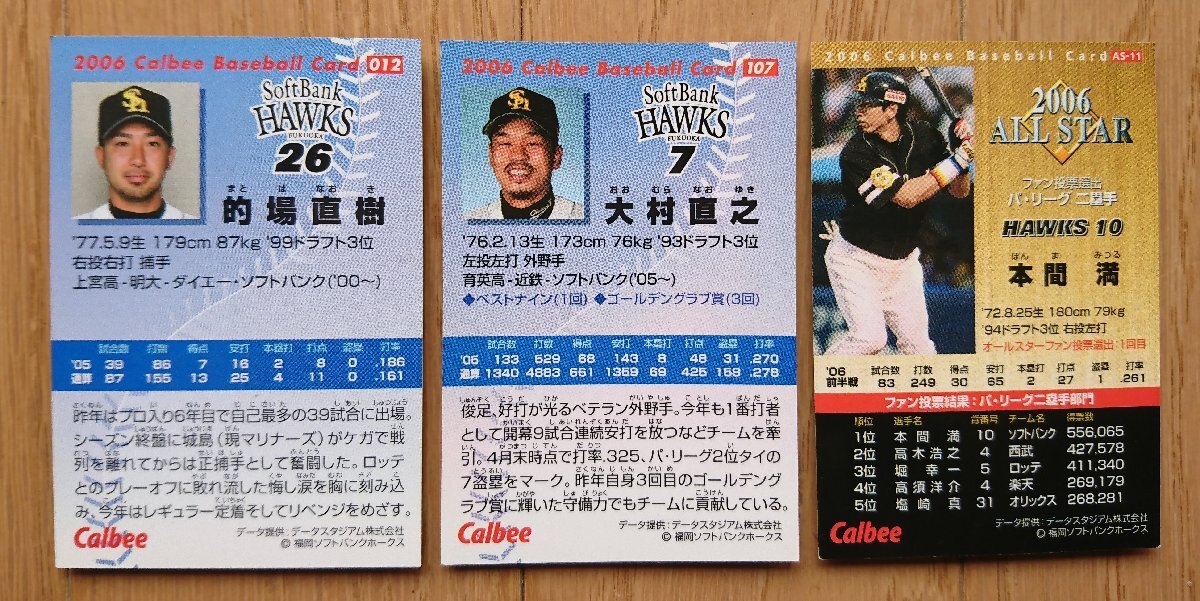 2006 Calbee Baseball Card 012
SoftBank
HAWKS
FUKUOKA
26
まとばなおき
的場直樹
'77.5.9生 179cm 87kg '99ドラフト3位
右投右打 捕手
上宮高-明大-ダイエー・ソフトバンク('00〜)
試合数 打数 得点 安打 本塁打 打点 盗塁 打率
'05 39 86 7 16 2 8 0 .186
通算 87 155 13 25 4 11 0 .161
昨年はプロ入り6年目で自己最多の39試合に出場。
シーズン終盤に城島(現マリナーズ)がケガで戦
列を離れてからは正捕手として奮闘した。ロッテ
とのプレーオフに敗れ流した悔し涙を胸に刻み込
み、今年はレギュラー定着そしてリベンジをめざす。
Calbee
データ提供:データスタジアム株式会社
© 福岡ソフトバンクホークス
2006 Calbee Baseball Card 107
SoftBank
HAWKS
FUKUOKA
7
おおむらなおゆき
大村直之
'76.2.13生 173cm 76kg '93ドラフト3位
左投左打 外野手
育英高-近鉄-ソフトバンク('05〜)
◆ベストナイン(1回) ◆ゴールデングラブ賞(3回)
試合数 打数 得点 安打 本塁打 打点 盗塁 打率
'05 133 529 68 143 8 48 31 .270
通算 1340 4883 661 1359 69 425 158 .278
俊足、好打が光るベテラン外野手。今年も1番打者
として開幕9試合連続安打を放つなどチームを牽
引。4月末時点で打率.325、パ・リーグ2位タイの
7盗塁をマーク。昨年自身3回目のゴールデング
ラブ賞に輝いた守備力でもチームに貢献している。
Calbee
データ提供:データスタジアム株式会社
© 福岡ソフトバンクホークス
2006 Calbee Baseball Card AS-11
2006
ALL STAR
ファン投票選出
パ・リーグ 二塁手
HAWKS 10
ほんまみつる
本間 満
'72.8.25生 180cm 79kg
'94ドラフト3位 右投左打
オールスターファン投票選出 1回目
試合数 打数 得点 安打 本塁打 打点 盗塁 打率
'06前半戦 83 249 30 65 2 27 1 .261
ファン投票結果:パ・リーグ二塁手部門
順位 選手名 背番号 チーム名 得票数
1位 本間 満 10 ソフトバンク 556,065
2位 高木浩之 4 西武 427,578
3位 堀 幸一 5 ロッテ 411,340
4位 高須洋介 4 楽天 269,179
5位 塩崎 真 31 オリックス 268,281
Calbee
データ提供:データスタジアム株式会社
© 福岡ソフトバンクホークス